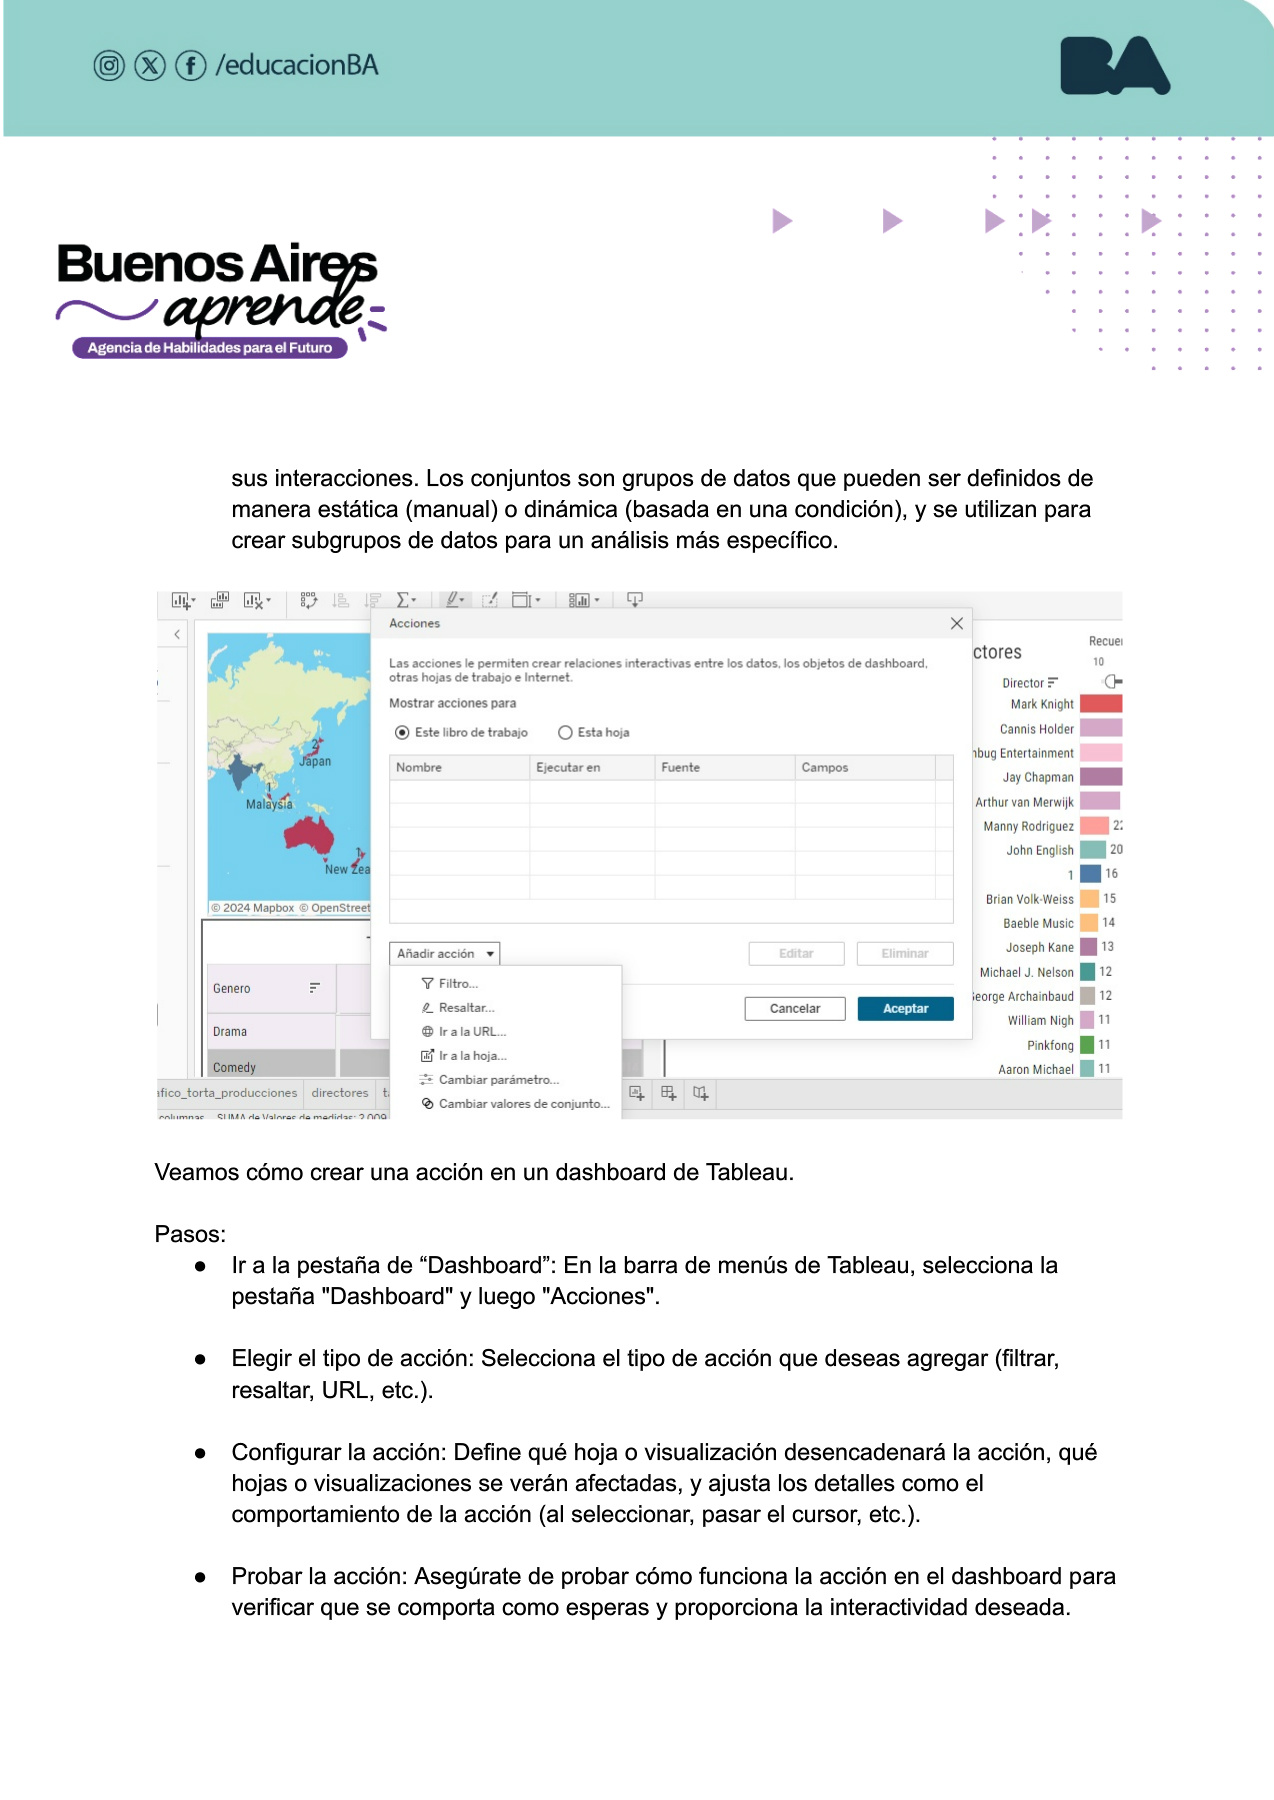 /educacionBA
BA
Buenos Aires
aprende
Agencia de Habilidades para el Futuro
sus interacciones. Los conjuntos son grupos de datos que pueden ser definidos de
manera estática (manual) o dinámica (basada en una condición), y se utilizan para
crear subgrupos de datos para un análisis más específico.
Acciones
Las acciones le permiten crear relaciones interactivas entre los datos, los objetos de dashboard,
otras hojas de trabajo e Internet.
Mostrar acciones para
Este libro de trabajo Esta hoja
Nombre Ejecutar en Fuente Campos
Añadir acción Editar Eliminar
Filtro...
Resaltar...
Ir a la URL...
Ir a la hoja...
Cambiar parámetro...
Cambiar valores de conjunto...
Cancelar Aceptar
2
Japan
1
Malaysia
1
New Zea
© 2024 Mapbox © OpenStreet
Genero
Drama
Comedy
ctores
Recue
10
Director
Mark Knight
Cannis Holder
nbug Entertainment
Jay Chapman
Arthur van Merwijk
Manny Rodriguez 22
John English 20
1 16
Brian Volk-Weiss 15
Baeble Music 14
Joseph Kane 13
Michael J. Nelson 12
George Archainbaud 12
William Nigh 11
Pinkfong 11
Aaron Michael 11
afico_torta_producciones directores t
columnas SUMA de Valores de medidas: 2.009
Veamos cómo crear una acción en un dashboard de Tableau.
Pasos:
● Ir a la pestaña de “Dashboard”: En la barra de menús de Tableau, selecciona la
pestaña "Dashboard" y luego "Acciones".
● Elegir el tipo de acción: Selecciona el tipo de acción que deseas agregar (filtrar,
resaltar, URL, etc.).
● Configurar la acción: Define qué hoja o visualización desencadenará la acción, qué
hojas o visualizaciones se verán afectadas, y ajusta los detalles como el
comportamiento de la acción (al seleccionar, pasar el cursor, etc.).
● Probar la acción: Asegúrate de probar cómo funciona la acción en el dashboard para
verificar que se comporta como esperas y proporciona la interactividad deseada.